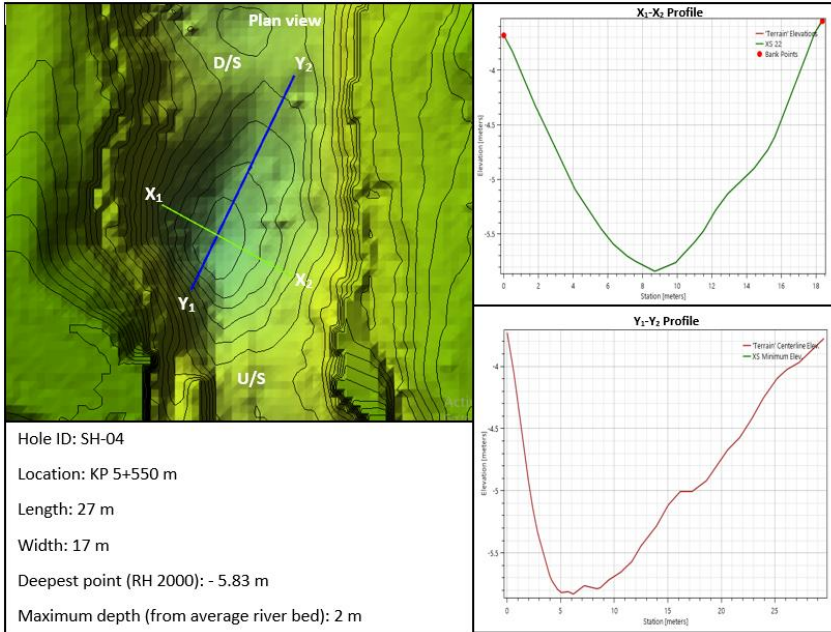 Plan view
D/S
Y2
X1
X2
Y1
U/S
Hole ID: SH-04
Location: KP 5+550 m
Length: 27 m
Width: 17 m
Deepest point (RH 2000): - 5.83 m
Maximum depth (from average river bed): 2 m
X1-X2 Profile
'Terrain' Elevations
XS 22
Bank Points
Elevation [meters]
-4
-4.5
-5
-5.5
0 2 4 6 8 10 12 14 16 18
Station [meters]
Y1-Y2 Profile
'Terrain' Centerline Elev.
XS Minimum Elev.
Elevation [meters]
-4
-4.5
-5
-5.5
0 5 10 15 20 25
Station [meters]